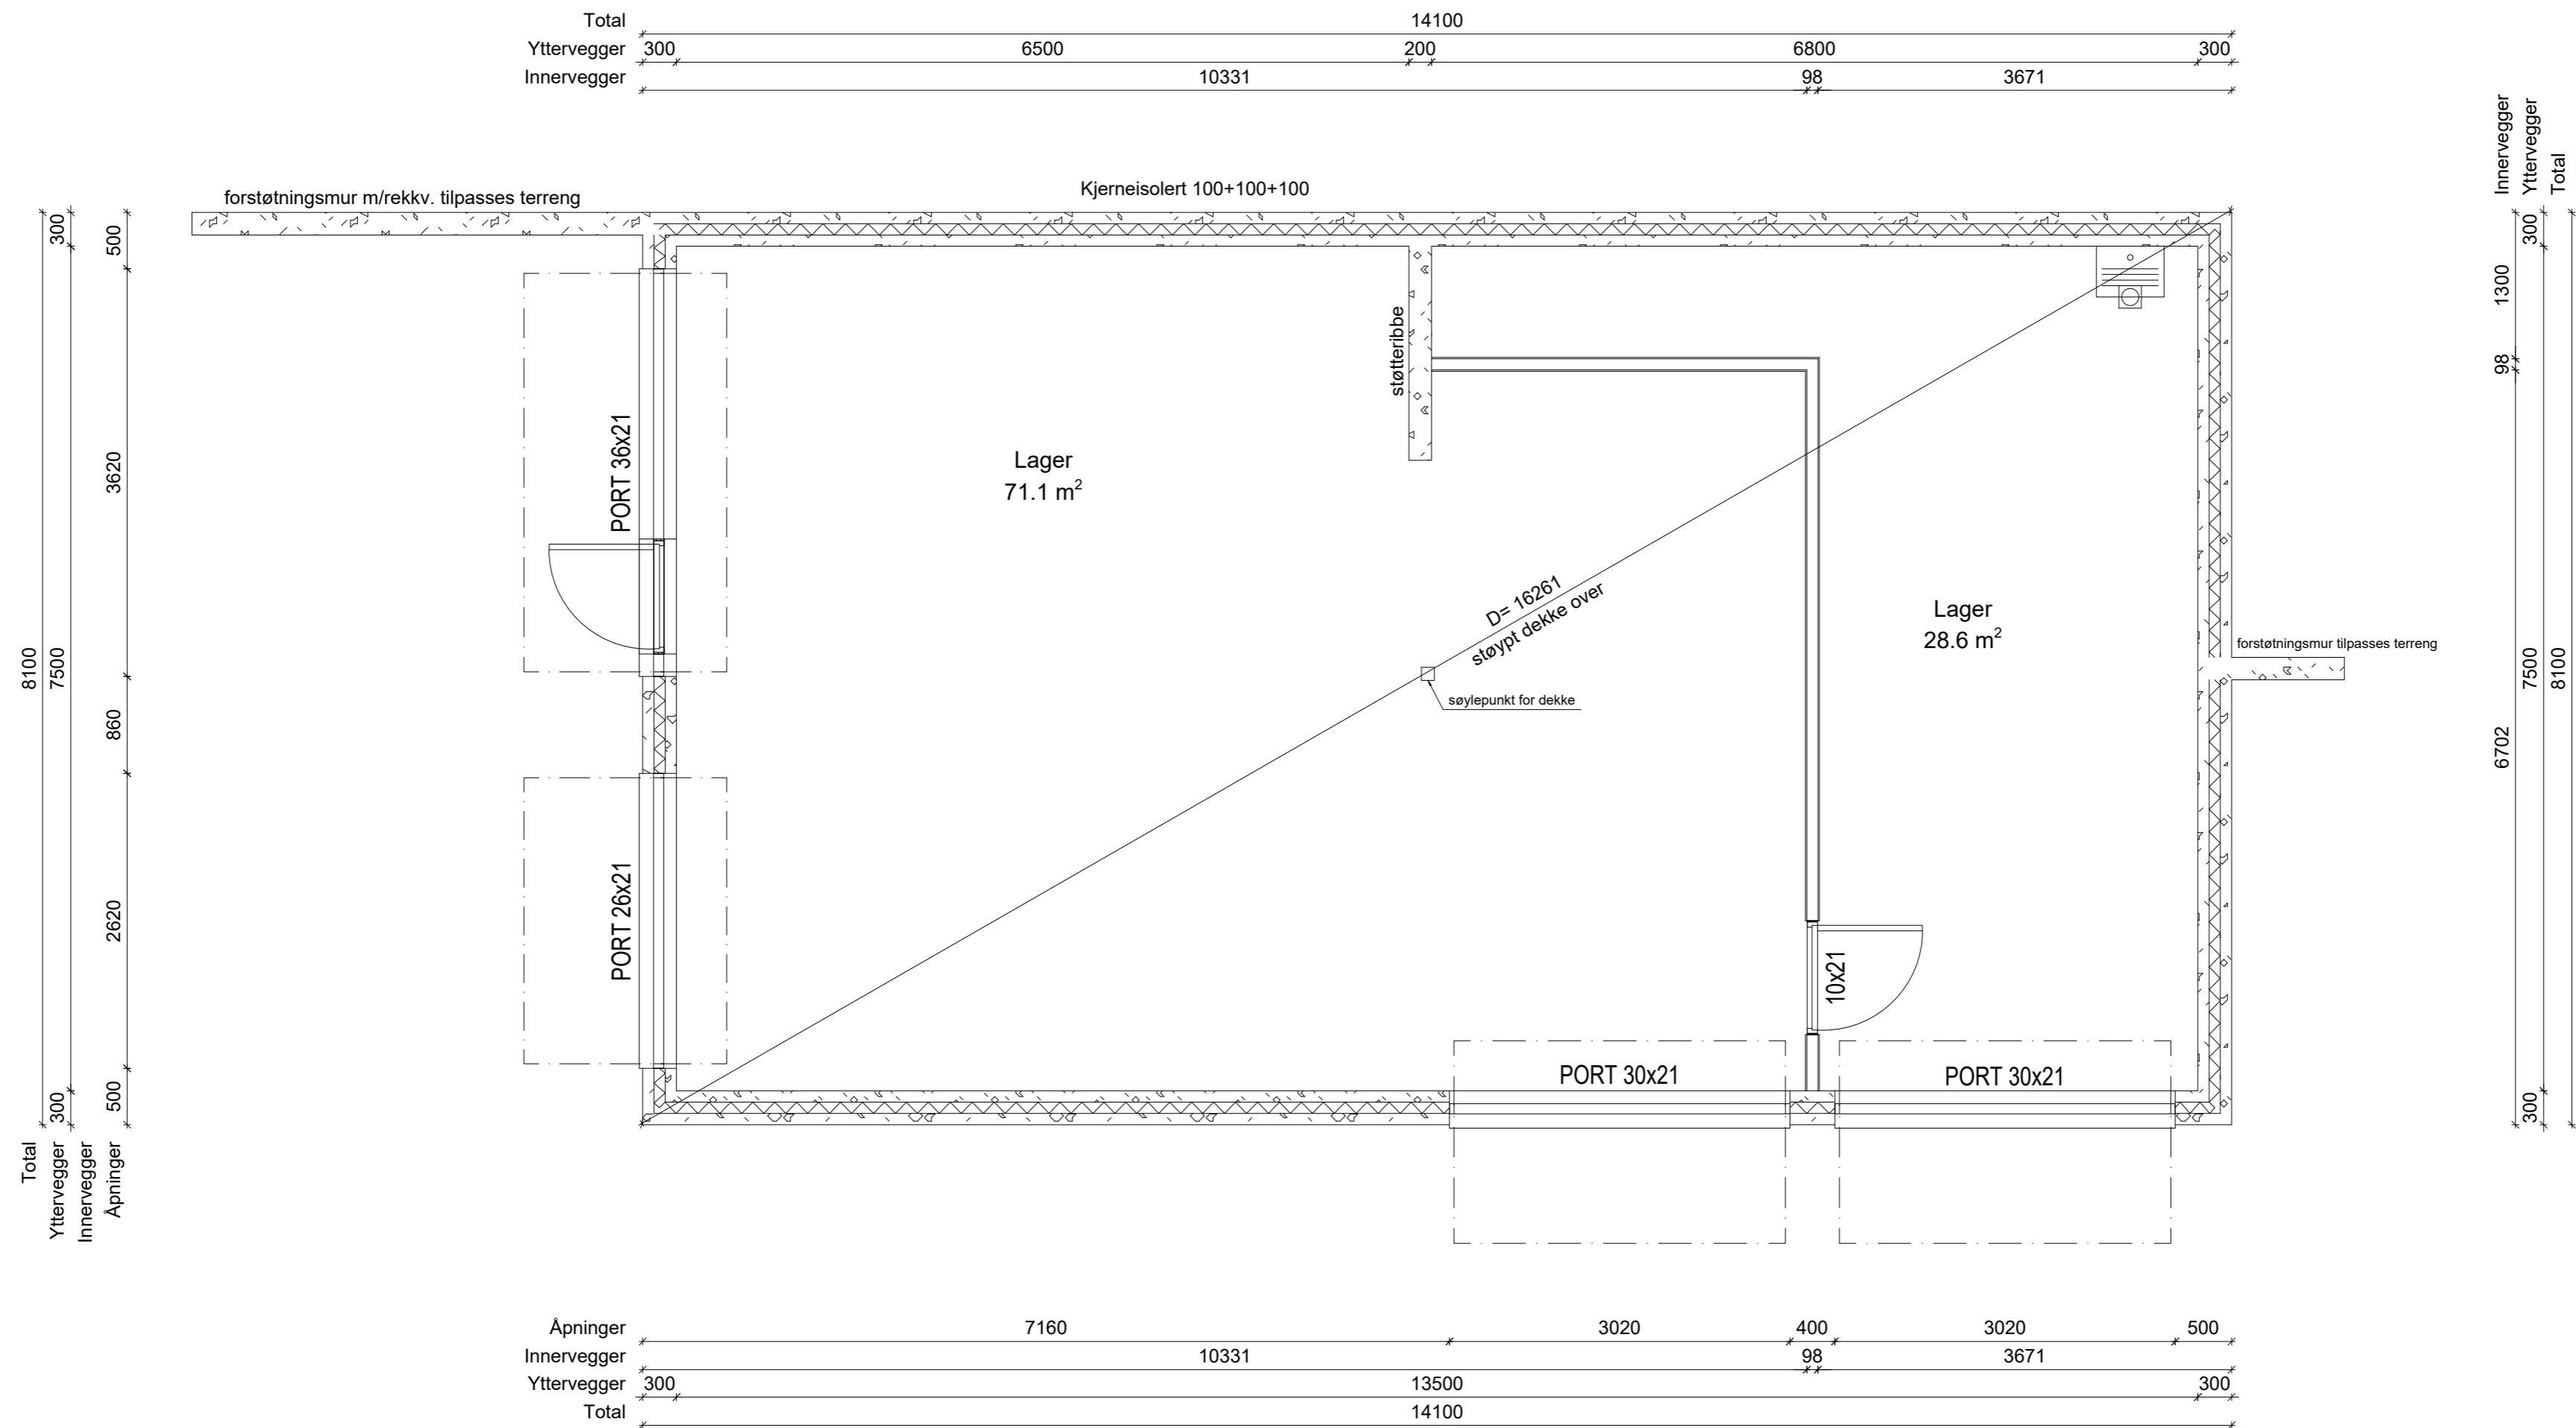 Total 14100
Yttervegger 300 6500 200 6800 300
Innervegger 10331 98 3671
Innervegger
Yttervegger
Total
forstøtningsmur m/rekkv. tilpasses terreng
Kjerneisolert 100+100+100
8100
300
7500
300
500
3620
860
2620
500
Total
Yttervegger
Innervegger
Åpninger
PORT 36x21
PORT 26x21
Lager
71.1 m²
støtteribbe
D= 16261
støypt dekke over
søylepunkt for dekke
Lager
28.6 m²
forstøtningsmur tilpasses terreng
10x21
PORT 30x21
PORT 30x21
1300
98
6702
300
7500
300
8100
Åpninger 7160 3020 400 3020 500
Innervegger 10331 98 3671
Yttervegger 300 13500 300
Total 14100